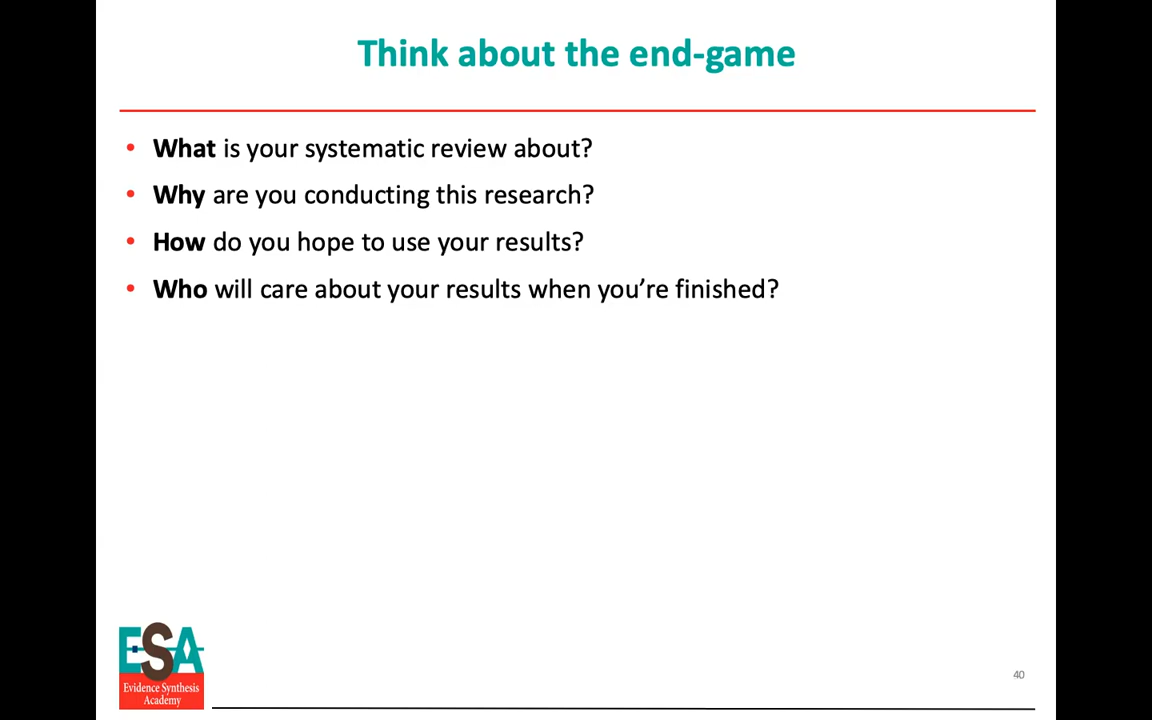 Think about the end-game
• What is your systematic review about?
• Why are you conducting this research?
• How do you hope to use your results?
• Who will care about your results when you’re finished?
ESA
Evidence Synthesis
Academy
40